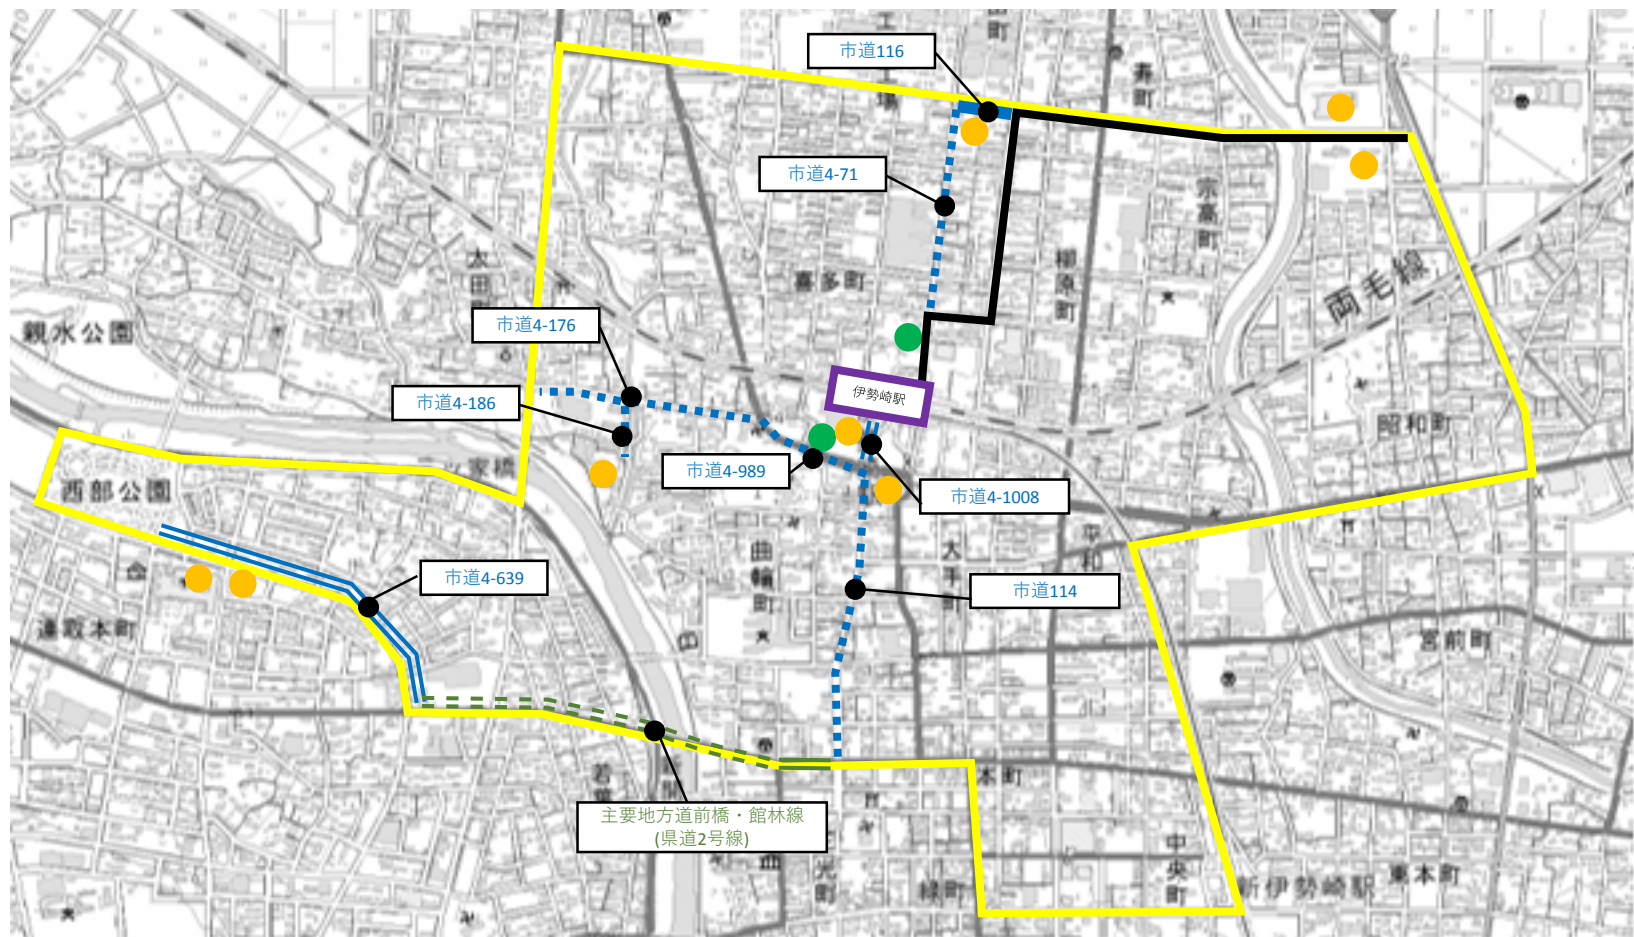 市道116
寿町
市道4-71
宗高町
太田町
喜多町
柳原町
両毛線
市道4-176
親水公園
伊勢崎駅
市道4-186
昭和町
市道4-989
家橋
西部公園
市道4-1008
平和
曲輪町
大手町
市道4-639
市道114
連取本町
宮前町
本町
主要地方道前橋・館林線
(県道2号線)
中央町
光町
緑町
新伊勢崎駅
東本町